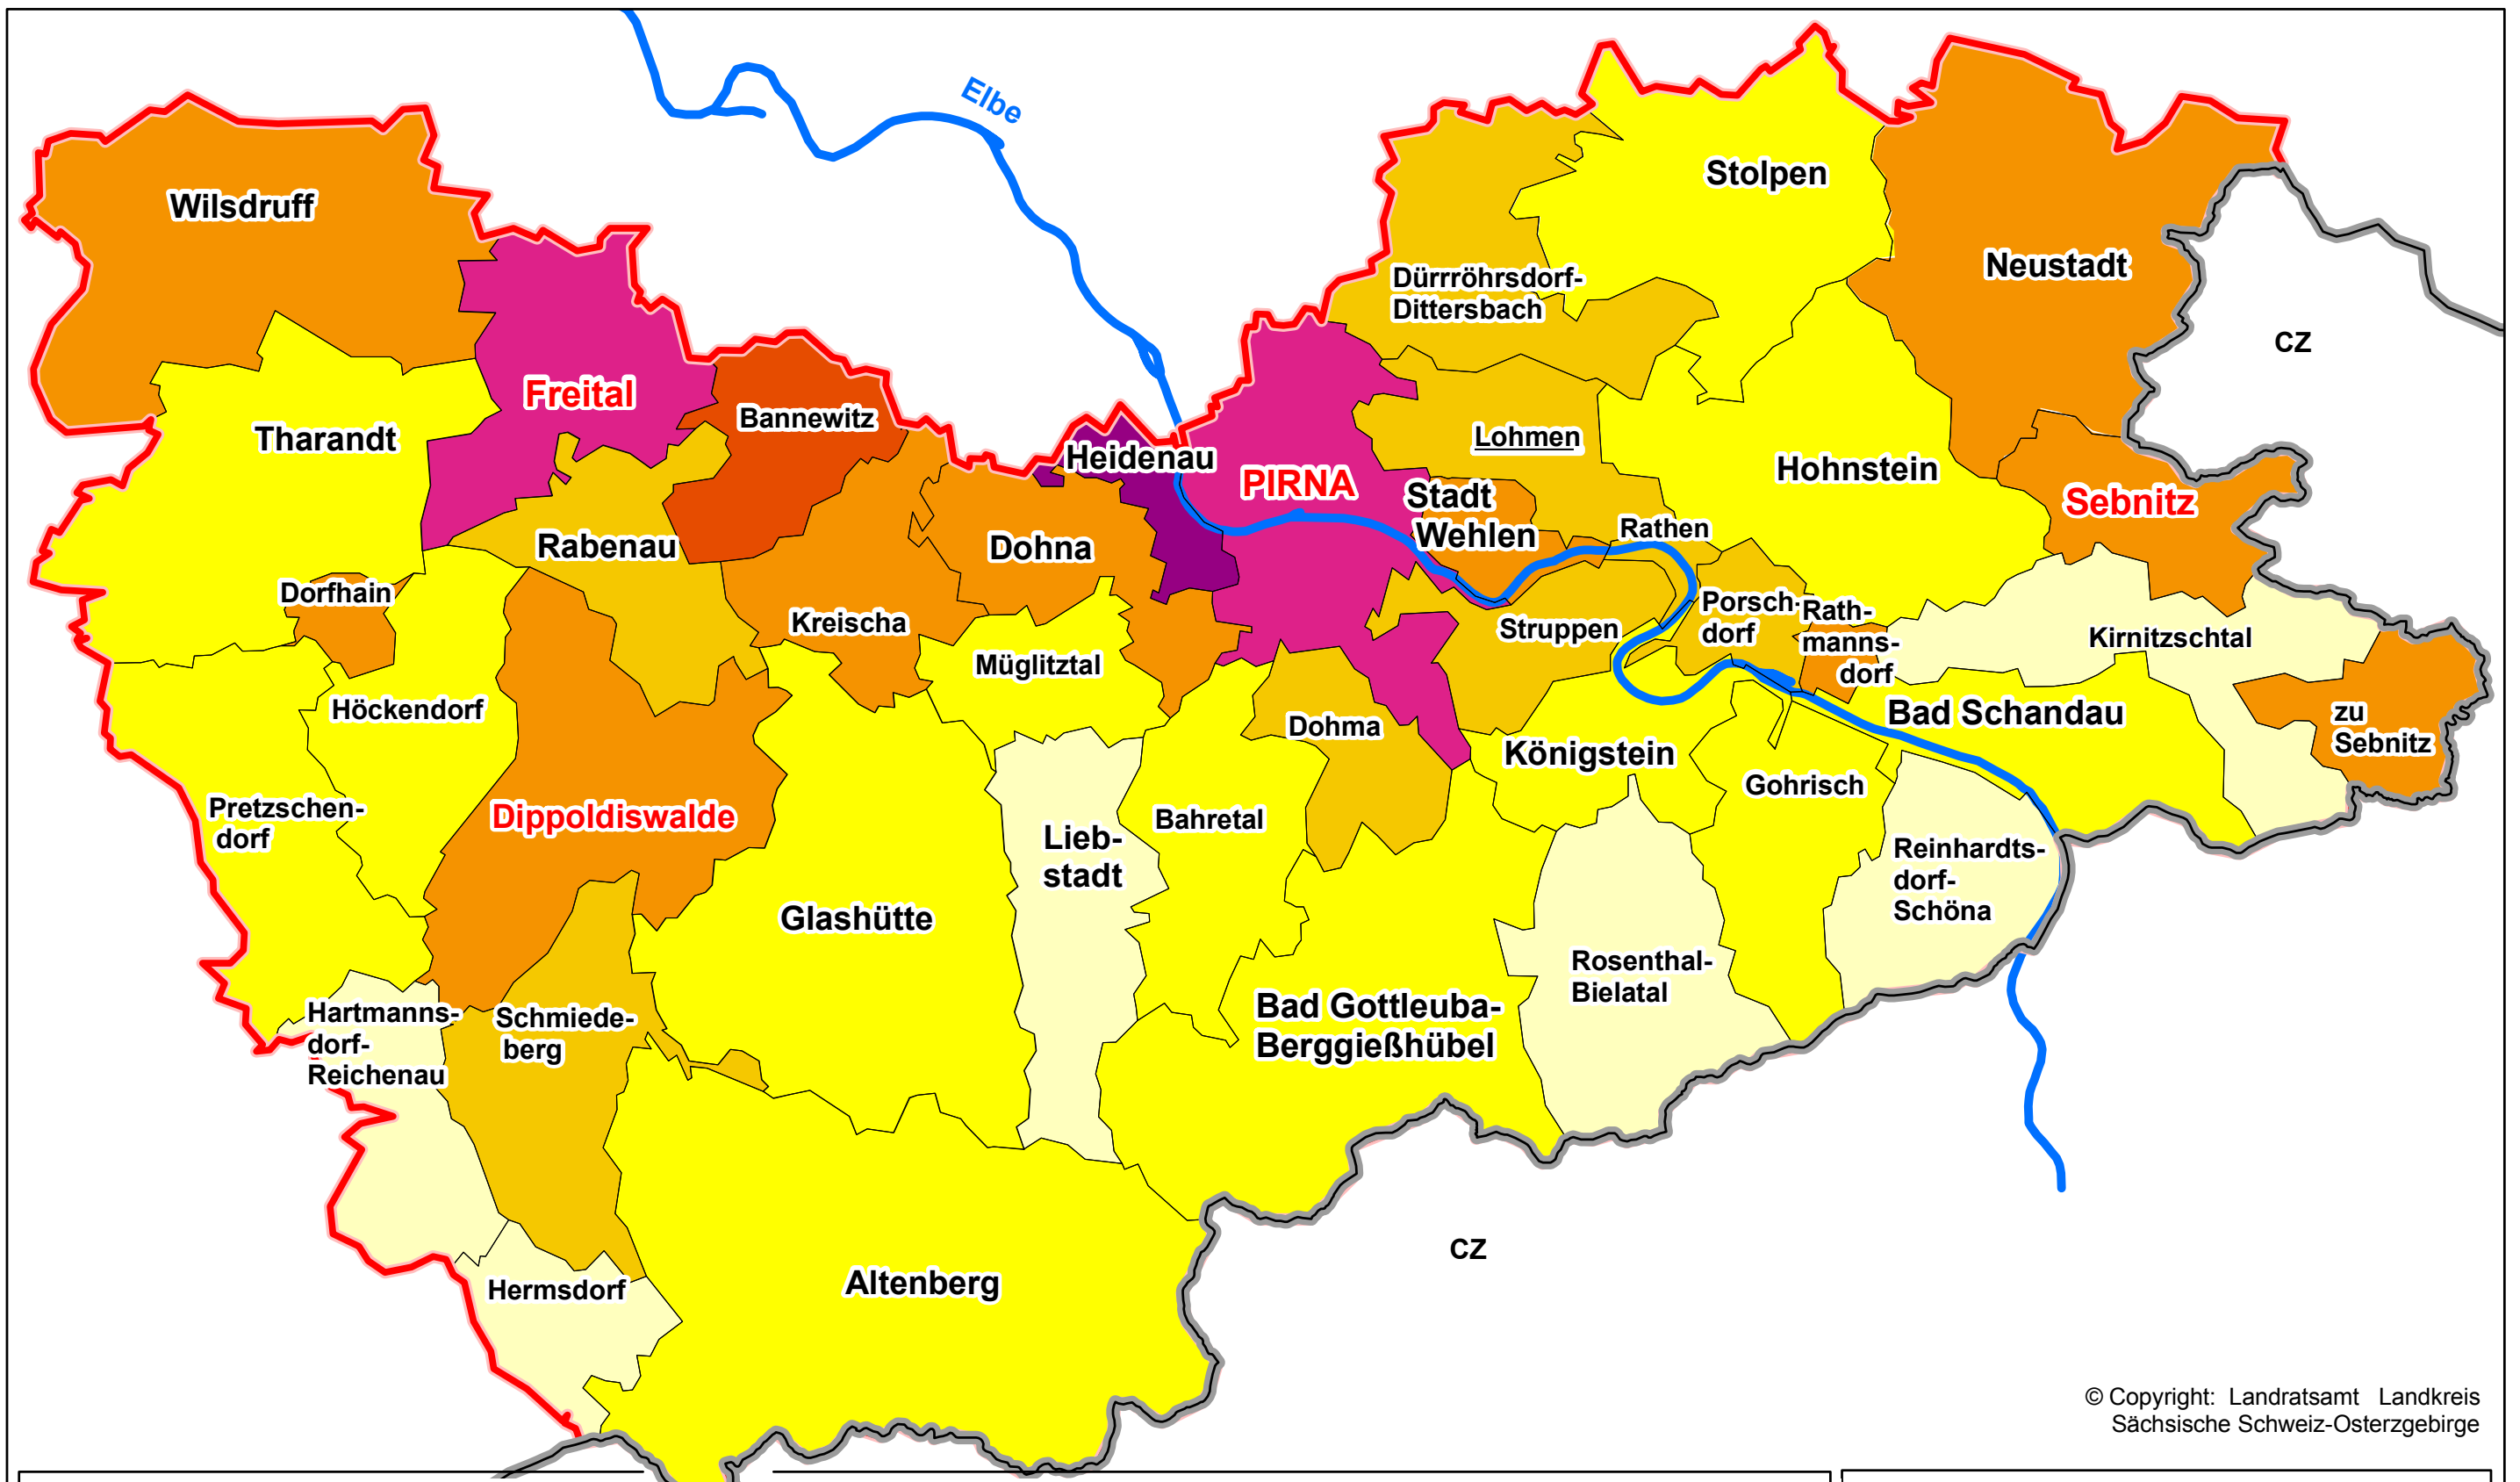 Elbe
Wilsdruff
Stolpen
Neustadt
Dürrröhrsdorf-
Dittersbach
CZ
Freital
Bannewitz
Tharandt
Lohmen
Heidenau
PIRNA
Hohnstein
Stadt
Wehlen
Sebnitz
Rathen
Rabenau
Dohna
Dorfhain
Kreischa
Struppen
Porsch-
dorf
Rath-
manns-
dorf
Kirnitzschtal
Müglitztal
Höckendorf
Dohma
Bad Schandau
zu
Sebnitz
Königstein
Gohrisch
Pretzschen-
dorf
Dippoldiswalde
Bahretal
Lieb-
stadt
Reinhardts-
dorf-
Schöna
Glashütte
Rosenthal-
Bielatal
Bad Gottleuba-
Berggießhübel
Hartmanns-
dorf-
Reichenau
Schmiede-
berg
CZ
Hermsdorf
Altenberg
© Copyright: Landratsamt Landkreis
Sächsische Schweiz-Osterzgebirge